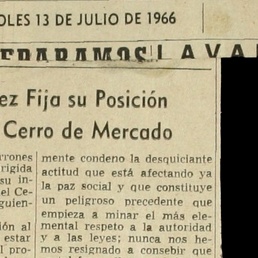 OLES 13 DE JULIO DE 1966
ez Fija su Posición
Cerro de Mercado
rrones
irigida
su in-
el Ce-
guien-
ón al
estar
l pro-
mente condeno la desquiciante
actitud que está afectando ya
la paz social y que constituye
un peligroso precedente que
empieza a minar el más ele-
mental respeto a la autoridad
y a las leyes; nunca nos he-
mos resignado a consebir que